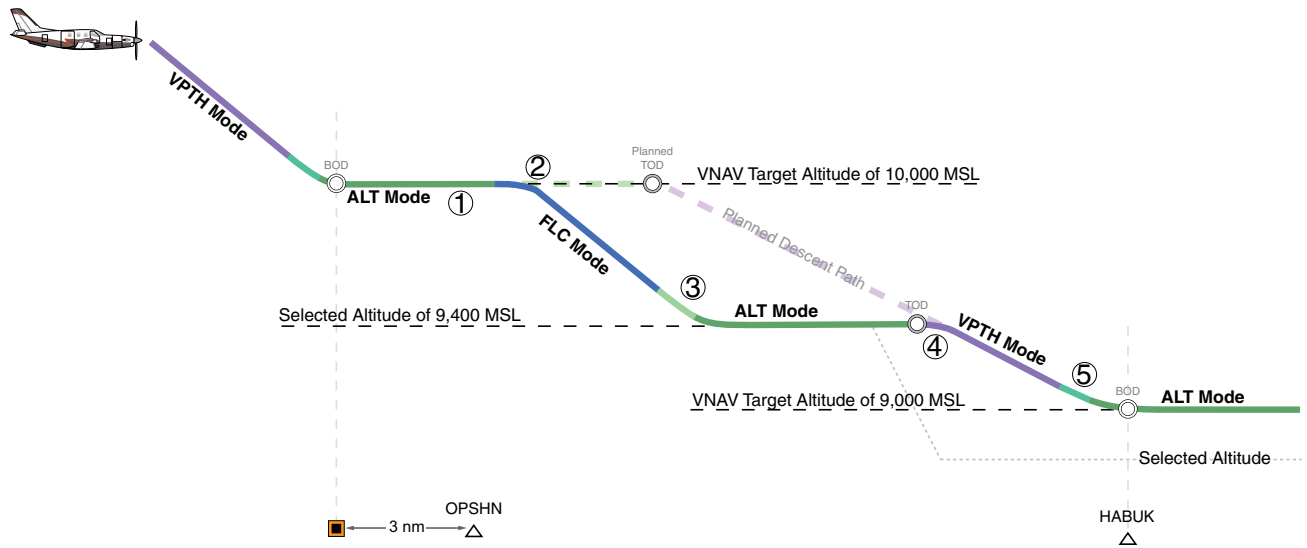 VPTH Mode
BOD
ALT Mode
①
②
Planned
TOD
VNAV Target Altitude of 10,000 MSL
FLC Mode
Planned Descent Path
③
Selected Altitude of 9,400 MSL
ALT Mode
TOD
④
VPTH Mode
⑤
VNAV Target Altitude of 9,000 MSL
BOD
ALT Mode
Selected Altitude
3 nm
OPSHN
HABUK